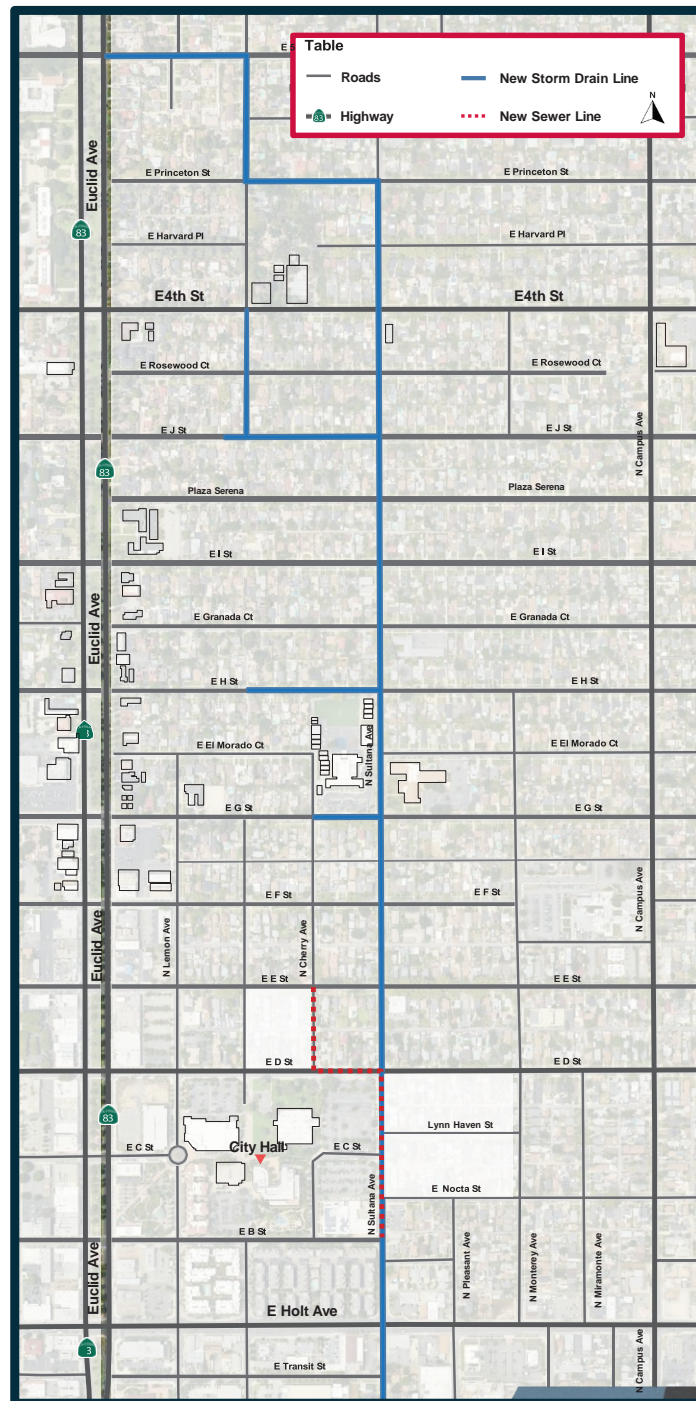 E 5
Table
Roads
New Storm Drain Line
83
Highway
New Sewer Line
N
Euclid Ave
E Princeton St
E Princeton St
83
E Harvard Pl
E Harvard Pl
E4th St
E4th St
E Rosewood Ct
E Rosewood Ct
E J St
E J St
N Campus Ave
83
Plaza Serena
Plaza Serena
E I St
E I St
Euclid Ave
E Granada Ct
E Granada Ct
E H St
E H St
3
E El Morado Ct
N Sultana Ave
E El Morado Ct
E G St
E G St
E F St
E F St
N Campus Ave
Euclid Ave
N Lemon Ave
N Cherry Ave
E E St
E E St
E D St
E D St
83
Lynn Haven St
City Hall
E C St
E C St
N Sultana Ave
E Nocta St
E B St
N Pleasant Ave
N Monterey Ave
N Miramonte Ave
Euclid Ave
E Holt Ave
3
E Transit St
N Campus Ave